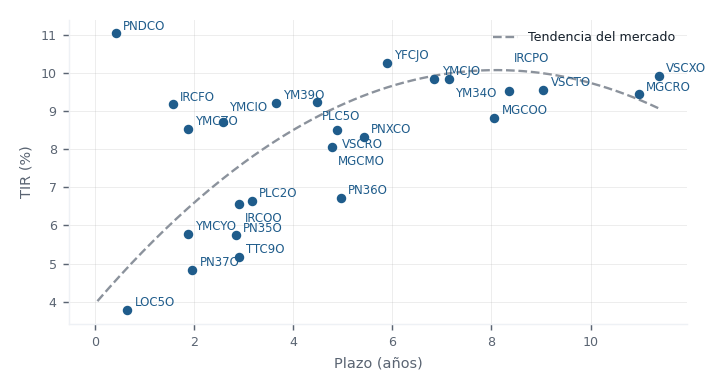 PNDCO
Tendencia del mercado
YFCJO
IRCPO
YMCJO
VSCXO
IRCFO
YMCIO
YM39O
YM34O
VSCTO
MGCRO
YMCZO
PLC5O
PNXCO
MGCOO
VSCRO
MGCMO
PLC2O
PN36O
IRCOO
YMCYO
PN35O
TTC9O
PN37O
LOC5O
11
10
9
8
7
6
5
4
TIR (%)
0 2 4 6 8 10
Plazo (años)